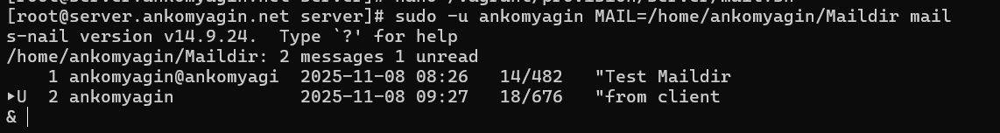 [root@server.ankomyagin.net server]# sudo -u ankomyagin MAIL=/home/ankomyagin/Maildir mail
s-nail version v14.9.24.  Type `?' for help
/home/ankomyagin/Maildir: 2 messages 1 unread
    1 ankomyagin@ankomyagi  2025-11-08 08:26   14/482   "Test Maildir
▸U  2 ankomyagin            2025-11-08 09:27   18/676   "from client
&